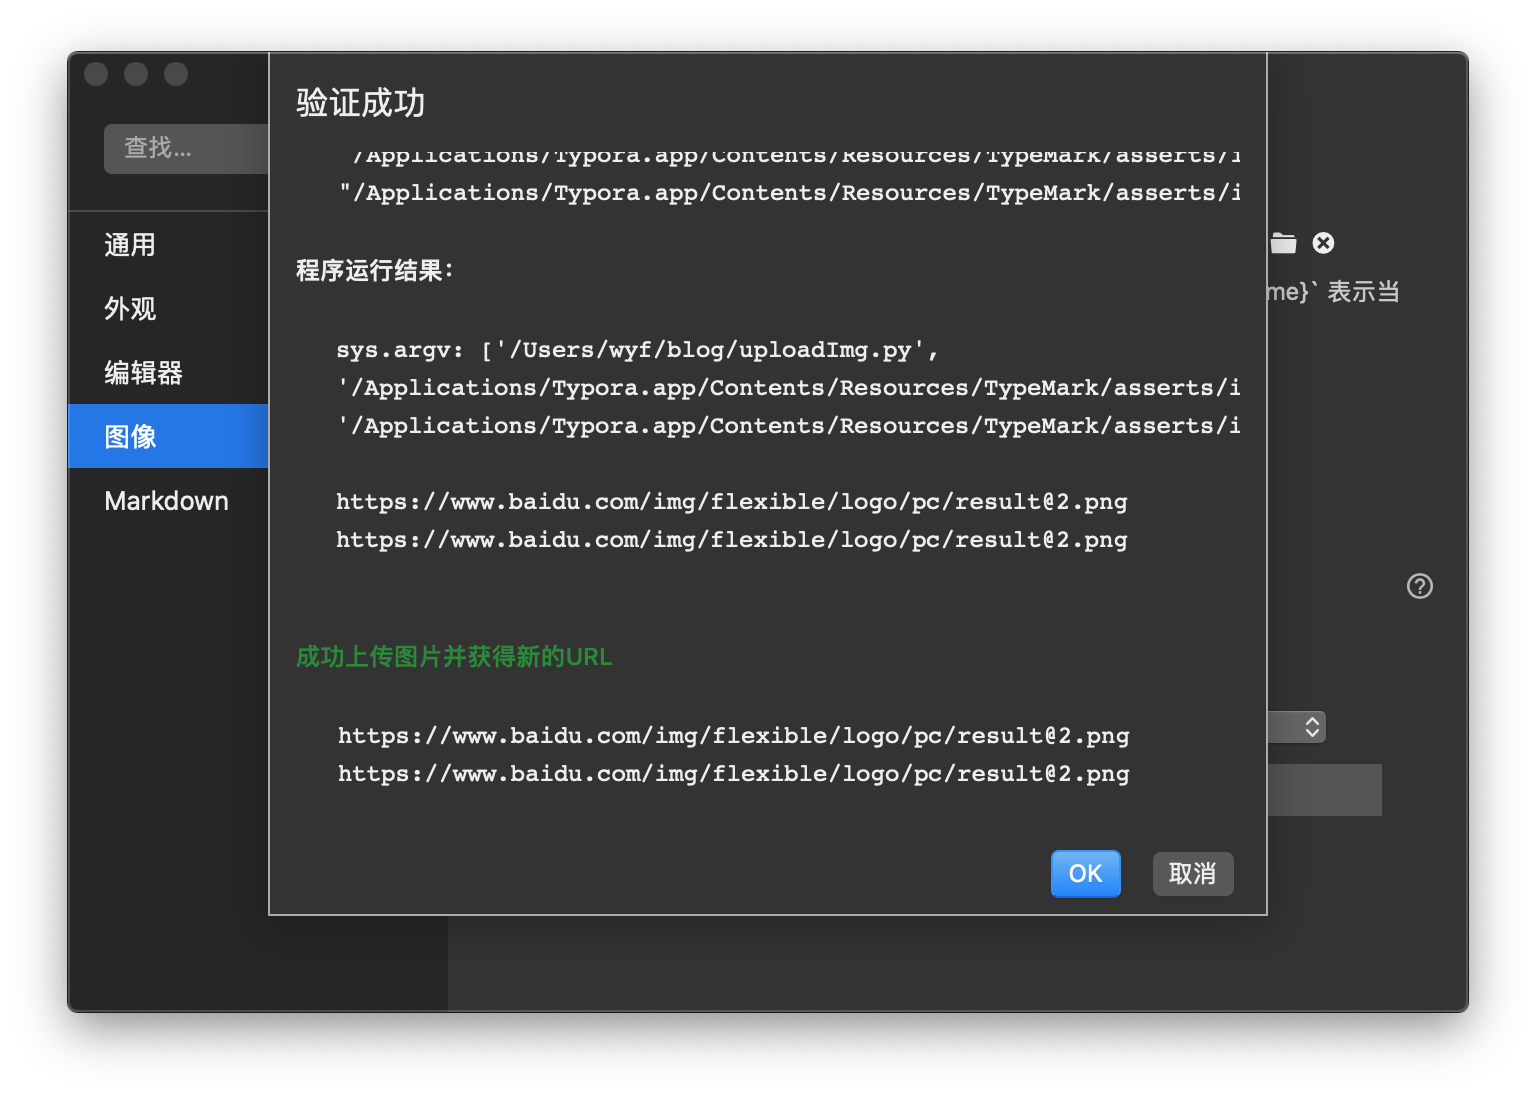 验证成功
查找...
/Applications/Typora.app/Contents/Resources/TypeMark/asserts/i
"/Applications/Typora.app/Contents/Resources/TypeMark/asserts/i
通用
程序运行结果:
me}` 表示当
外观
sys.argv: ['/Users/wyf/blog/uploadImg.py',
编辑器
'/Applications/Typora.app/Contents/Resources/TypeMark/asserts/i
'/Applications/Typora.app/Contents/Resources/TypeMark/asserts/i
图像
Markdown
https://www.baidu.com/img/flexible/logo/pc/result@2.png
https://www.baidu.com/img/flexible/logo/pc/result@2.png
成功上传图片并获得新的URL
https://www.baidu.com/img/flexible/logo/pc/result@2.png
https://www.baidu.com/img/flexible/logo/pc/result@2.png
OK
取消